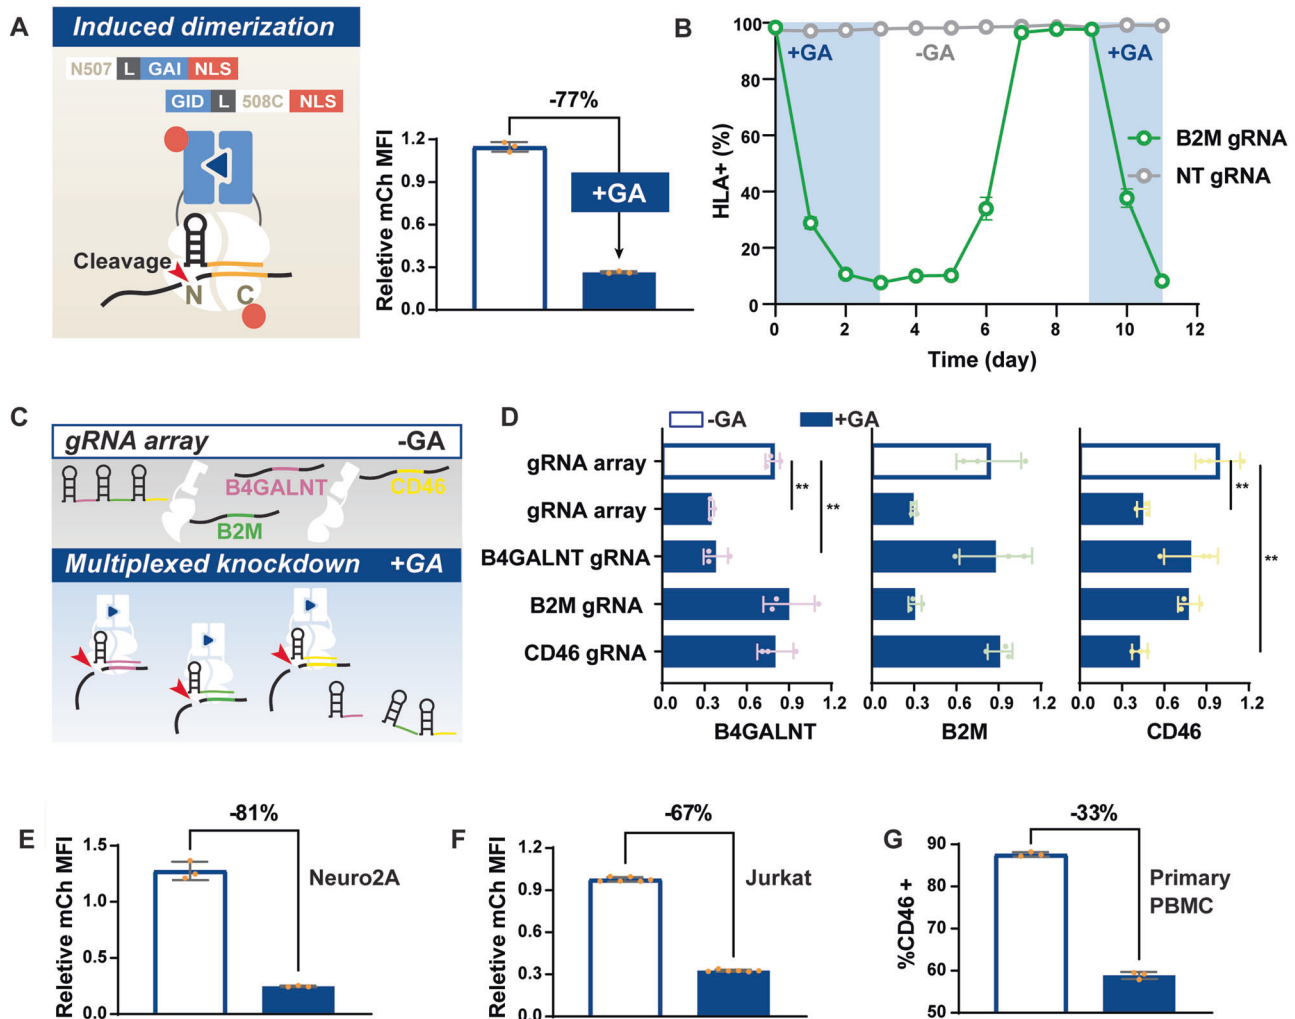 A
Induced dimerization
N507 L GAI NLS
GID L 508C NLS
Cleavage
N C
-77%
Reletive mCh MFI
1.2
1.2
0.6
0.3
0.0
+GA
B
HLA+ (%)
100
80
60
40
20
0
+GA
-GA
+GA
B2M gRNA
NT gRNA
0 2 4 6 8 10 12
Time (day)
C
gRNA array -GA
B4GALNT
CD46
B2M
Multiplexed knockdown +GA
D
-GA +GA
gRNA array
gRNA array
B4GALNT gRNA
B2M gRNA
CD46 gRNA
**
**
**
**
0.0 0.3 0.6 0.9 1.2
0.0 0.3 0.6 0.9 1.2
0.0 0.3 0.6 0.9 1.2
B4GALNT
B2M
CD46
E
-81%
Reletive mCh MFI
1.5
1.2
0.5
0.0
Neuro2A
F
-67%
Reletive mCh MFI
1.2
0.9
0.6
0.3
0.0
Jurkat
G
-33%
%CD46 +
90
80
70
60
50
Primary
PBMC